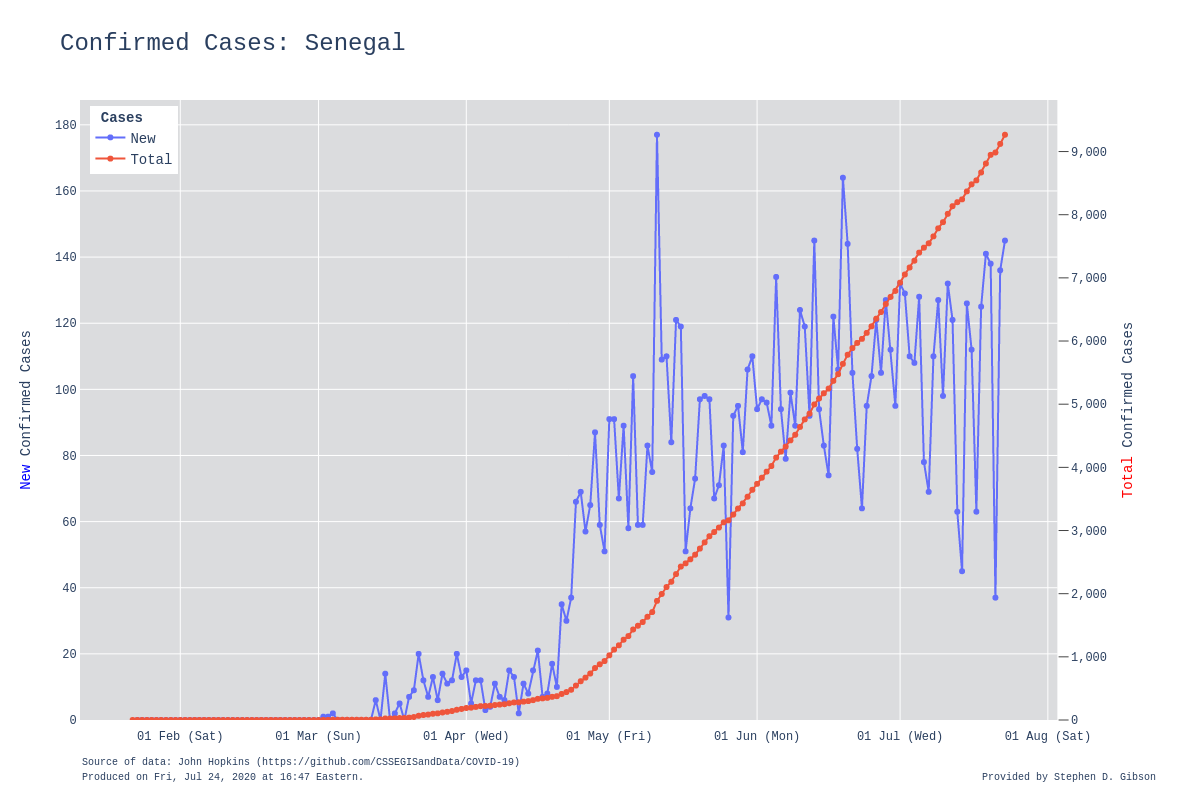 Confirmed Cases: Senegal
Cases
New
Total
180
160
140
120
100
80
60
40
20
0
New Confirmed Cases
9,000
8,000
7,000
6,000
5,000
4,000
3,000
2,000
1,000
0
Total Confirmed Cases
01 Feb (Sat) 01 Mar (Sun) 01 Apr (Wed) 01 May (Fri) 01 Jun (Mon) 01 Jul (Wed) 01 Aug (Sat)
Source of data: John Hopkins (https://github.com/CSSEGISandData/COVID-19)
Produced on Fri, Jul 24, 2020 at 16:47 Eastern.
Provided by Stephen D. Gibson